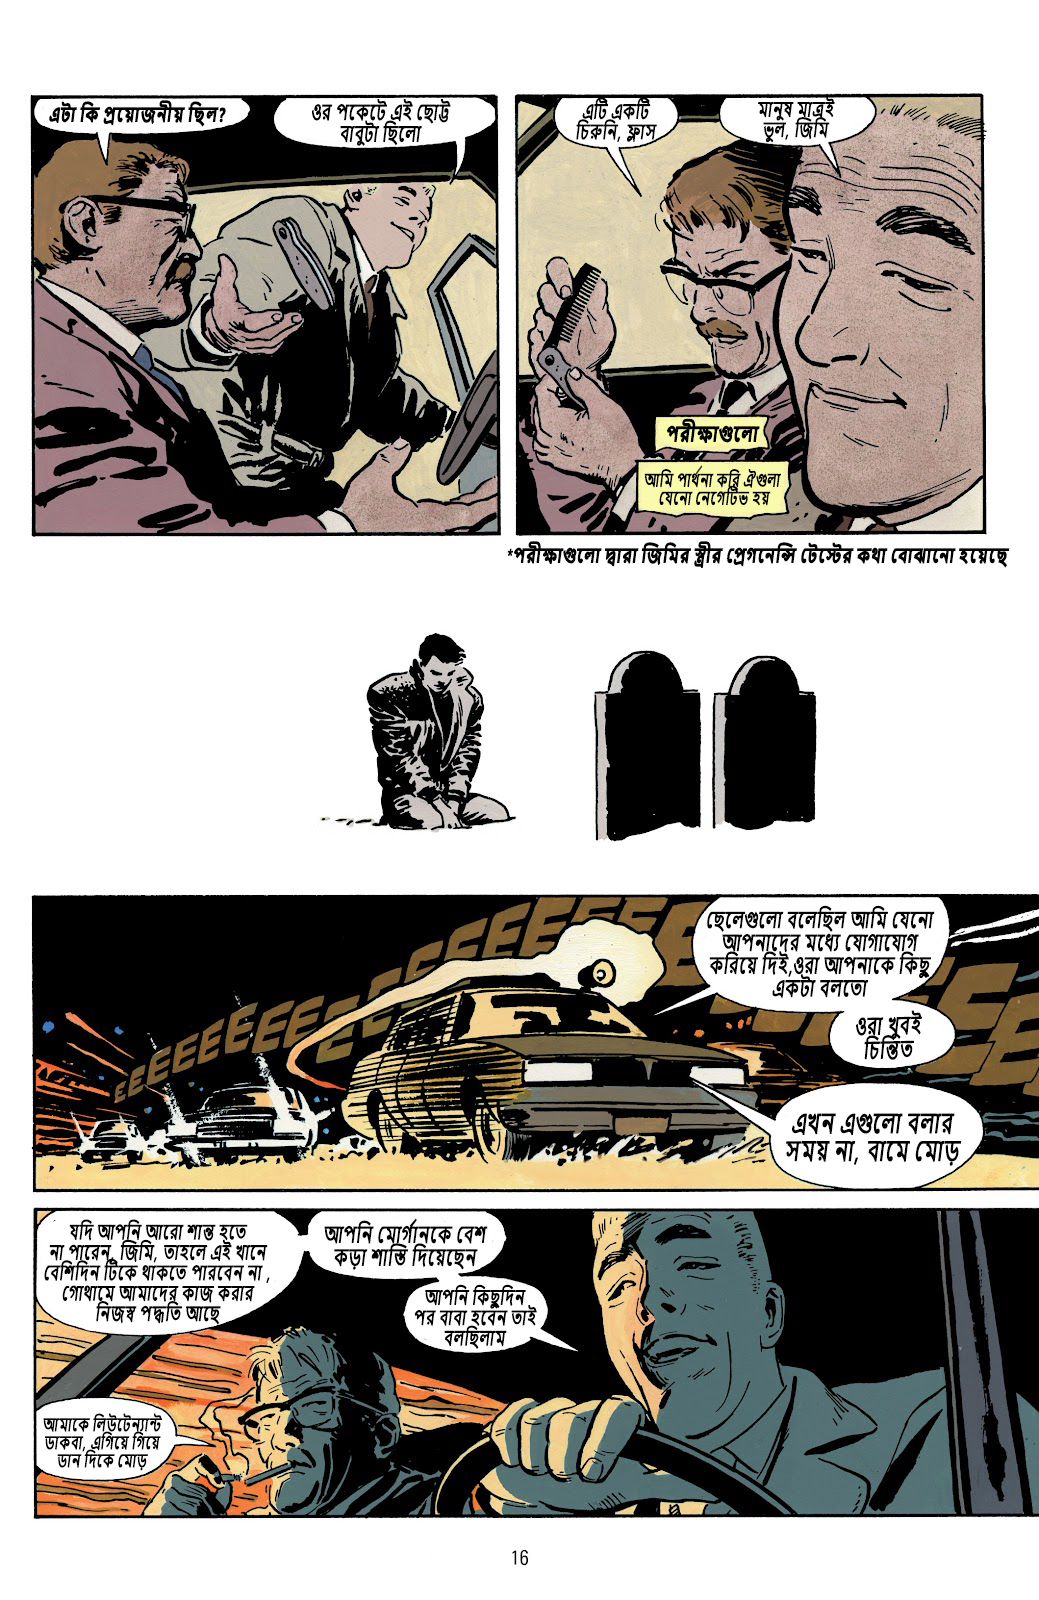 এটা কি প্রয়োজনীয় ছিল?
ওর পকেটে এই ছোট্ট
বাবুটা ছিলো
এটি একটি
চিরুনি, ফ্লাস
মানুষ মাত্রই
ভুল, জিমি
পরীক্ষাগুলো
আমি পার্থনা করি ঐগুলা
যেনো নেগেটিভ হয়
*পরীক্ষাগুলো দ্বারা জিমির স্ত্রীর প্রেগনেন্সি টেস্টের কথা বোঝানো হয়েছে
EEEEEEEEEEEEEEEE
ছেলেগুলো বলেছিল আমি যেনো
আপনাদের মধ্যে যোগাযোগ
করিয়ে দিই,ওরা আপনাকে কিছু
একটা বলতো
ওরা খুবই
চিন্তিত
এখন এগুলো বলার
সময় না, বামে মোড়
যদি আপনি আরো শান্ত হতে
না পারেন, জিমি, তাহলে এই খানে
বেশিদিন টিকে থাকতে পারবেন না ,
গোথামে আমাদের কাজ করার
নিজস্ব পদ্ধতি আছে
আপনি মোর্গানকে বেশ
কড়া শাস্তি দিয়েছেন
আপনি কিছুদিন
পর বাবা হবেন তাই
বলছিলাম
আমাকে লিউটেন্যান্ট
ডাকবা, এগিয়ে গিয়ে
ডান দিকে মোড়
16